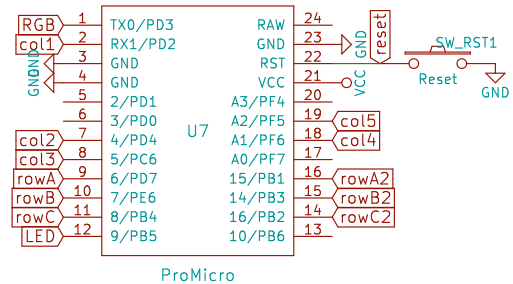 RGB 1 TX0/PD3 RAW 24
col1 2 RX1/PD2 GND 23 GND reset SW_RST1
GND 3 GND RST 22 Reset
GND 4 GND VCC 21 VCC GND
5 2/PD1 A3/PF4 20
6 3/PD0 U7 A2/PF5 19 col5
col2 7 4/PD4 A1/PF6 18 col4
col3 8 5/PC6 A0/PF7 17
rowA 9 6/PD7 15/PB1 16 rowA2
rowB 10 7/PE6 14/PB3 15 rowB2
rowC 11 8/PB4 16/PB2 14 rowC2
LED 12 9/PB5 10/PB6 13
ProMicro